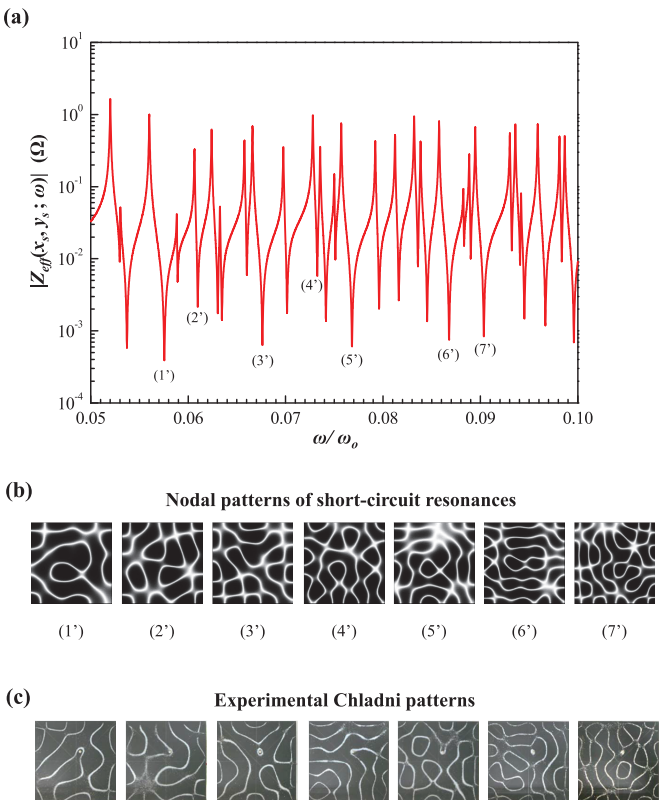 (a)
10^1
10^0
10^-1
10^-2
10^-3
10^-4
|Z_eff(x_s, y_s ; ω)| (Ω)
(1’)
(2’)
(3’)
(4’)
(5’)
(6’)
(7’)
0.05 0.06 0.07 0.08 0.09 0.10
ω/ω_o
(b)
Nodal patterns of short-circuit resonances
(1’) (2’) (3’) (4’) (5’) (6’) (7’)
(c)
Experimental Chladni patterns